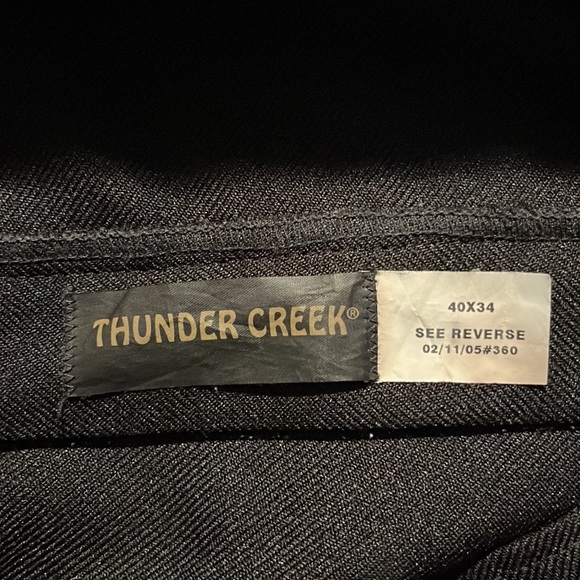 THUNDER CREEK®
40X34
SEE REVERSE
02/11/05#360